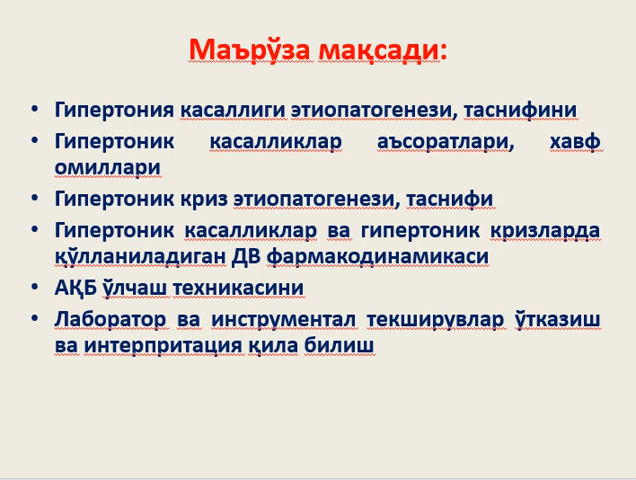 Маърўза мақсади:
• Гипертония касаллиги этиопатогенези, таснифини
• Гипертоник касалликлар аъсоратлари, хавф
омиллари
• Гипертоник криз этиопатогенези, таснифи
• Гипертоник касалликлар ва гипертоник кризларда
қўлланиладиган ДВ фармакодинамикаси
• АҚБ ўлчаш техникасини
• Лаборатор ва инструментал текширувлар ўтказиш
ва интерпритация қила билиш